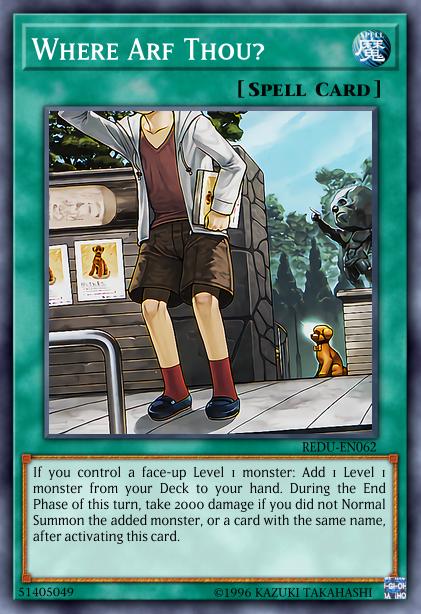 WHERE ARF THOU?
[SPELL CARD]
REDU-EN062
If you control a face-up Level 1 monster: Add 1 Level 1
monster from your Deck to your hand. During the End
Phase of this turn, take 2000 damage if you did not Normal
Summon the added monster, or a card with the same name,
after activating this card.
51405049
©1996 KAZUKI TAKAHASHI